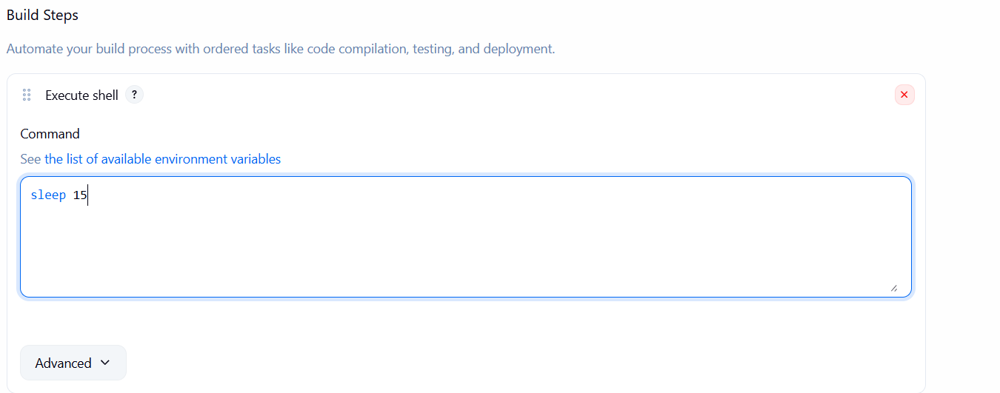 Build Steps
Automate your build process with ordered tasks like code compilation, testing, and deployment.
Execute shell ?
Command
See the list of available environment variables
sleep 15
Advanced